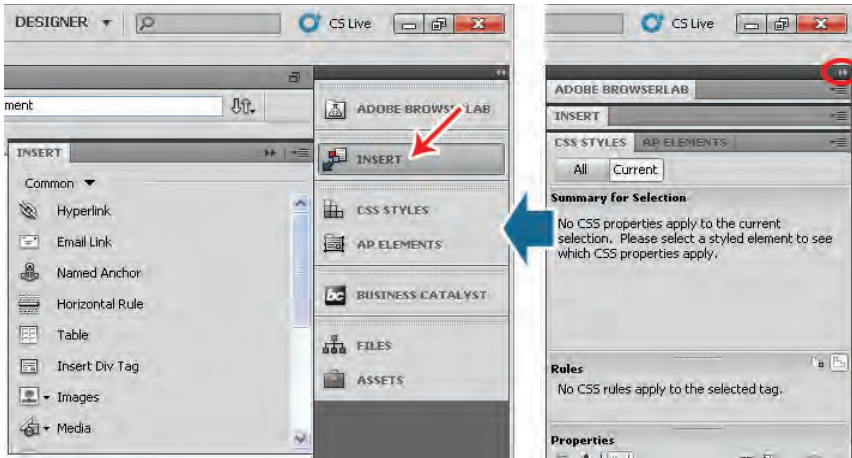 DESIGNER
CS Live
ment
INSERT
Common
Hyperlink
Email Link
Named Anchor
Horizontal Rule
Table
Insert Div Tag
Images
Media
ADOBE BROWSERLAB
INSERT
CSS STYLES
AP ELEMENTS
BUSINESS CATALYST
FILES
ASSETS
CS Live
ADOBE BROWSERLAB
INSERT
CSS STYLES AP ELEMENTS
All Current
Summary for Selection
No CSS properties apply to the current
selection. Please select a styled element to see
which CSS properties apply.
Rules
No CSS rules apply to the selected tag.
Properties